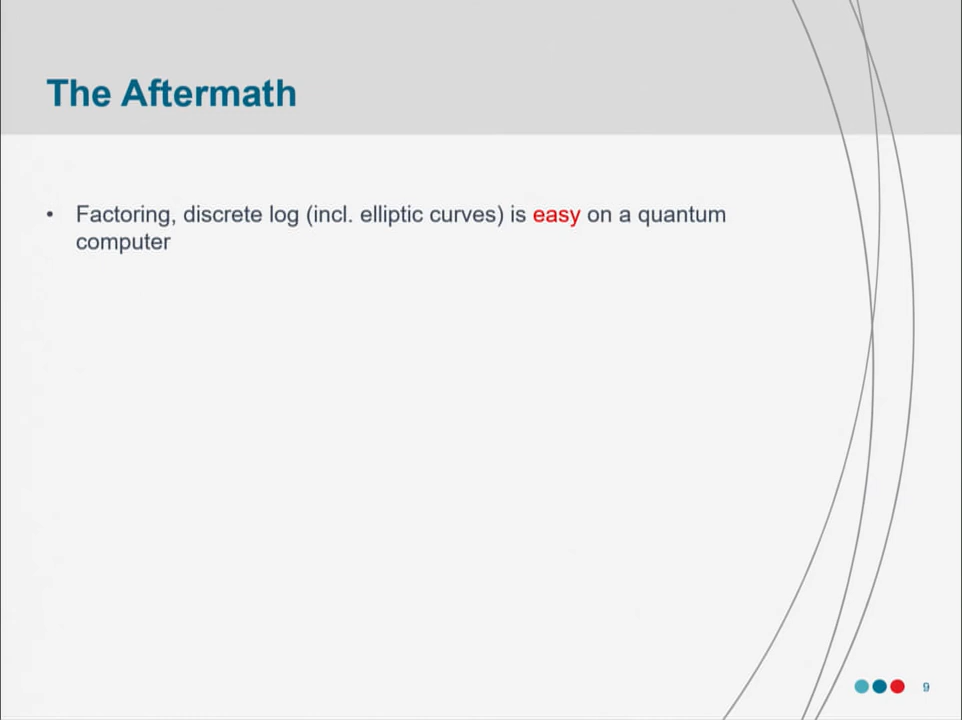 The Aftermath
• Factoring, discrete log (incl. elliptic curves) is easy on a quantum
computer
9